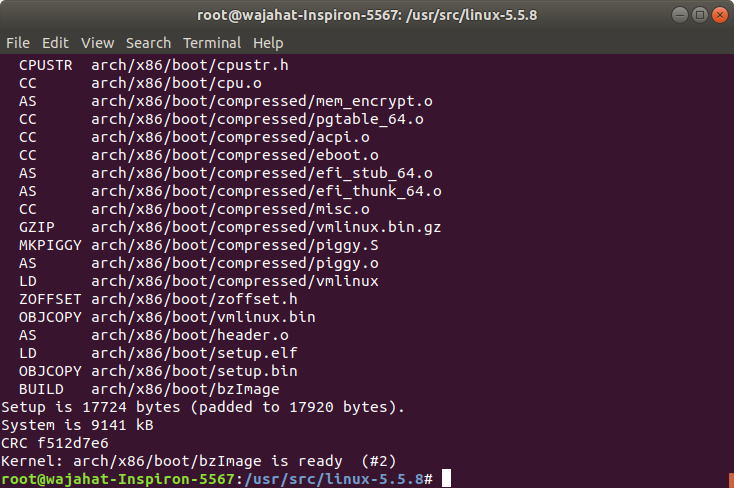 root@wajahat-Inspiron-5567: /usr/src/linux-5.5.8
File Edit View Search Terminal Help
CPUSTR arch/x86/boot/cpustr.h
CC arch/x86/boot/cpu.o
AS arch/x86/boot/compressed/mem_encrypt.o
CC arch/x86/boot/compressed/pgtable_64.o
CC arch/x86/boot/compressed/acpi.o
CC arch/x86/boot/compressed/eboot.o
AS arch/x86/boot/compressed/efi_stub_64.o
AS arch/x86/boot/compressed/efi_thunk_64.o
CC arch/x86/boot/compressed/misc.o
GZIP arch/x86/boot/compressed/vmlinux.bin.gz
MKPIGGY arch/x86/boot/compressed/piggy.S
AS arch/x86/boot/compressed/piggy.o
LD arch/x86/boot/compressed/vmlinux
ZOFFSET arch/x86/boot/zoffset.h
OBJCOPY arch/x86/boot/vmlinux.bin
AS arch/x86/boot/header.o
LD arch/x86/boot/setup.elf
OBJCOPY arch/x86/boot/setup.bin
BUILD arch/x86/boot/bzImage
Setup is 17724 bytes (padded to 17920 bytes).
System is 9141 kB
CRC f512d7e6
Kernel: arch/x86/boot/bzImage is ready (#2)
root@wajahat-Inspiron-5567:/usr/src/linux-5.5.8#